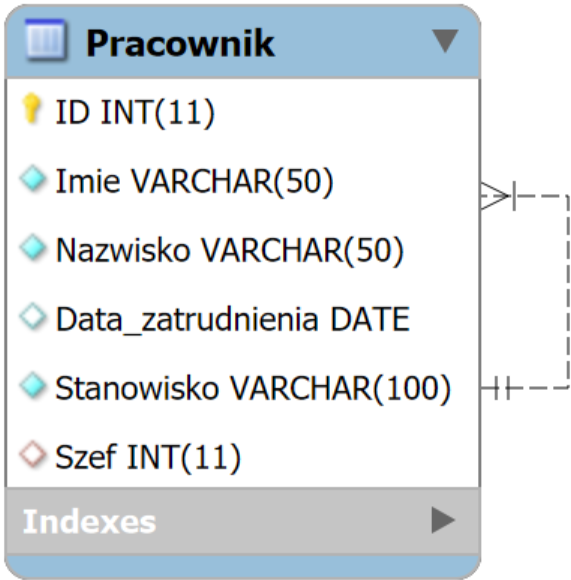 Pracownik
ID INT(11)
Imie VARCHAR(50)
Nazwisko VARCHAR(50)
Data_zatrudnienia DATE
Stanowisko VARCHAR(100)
Szef INT(11)
Indexes